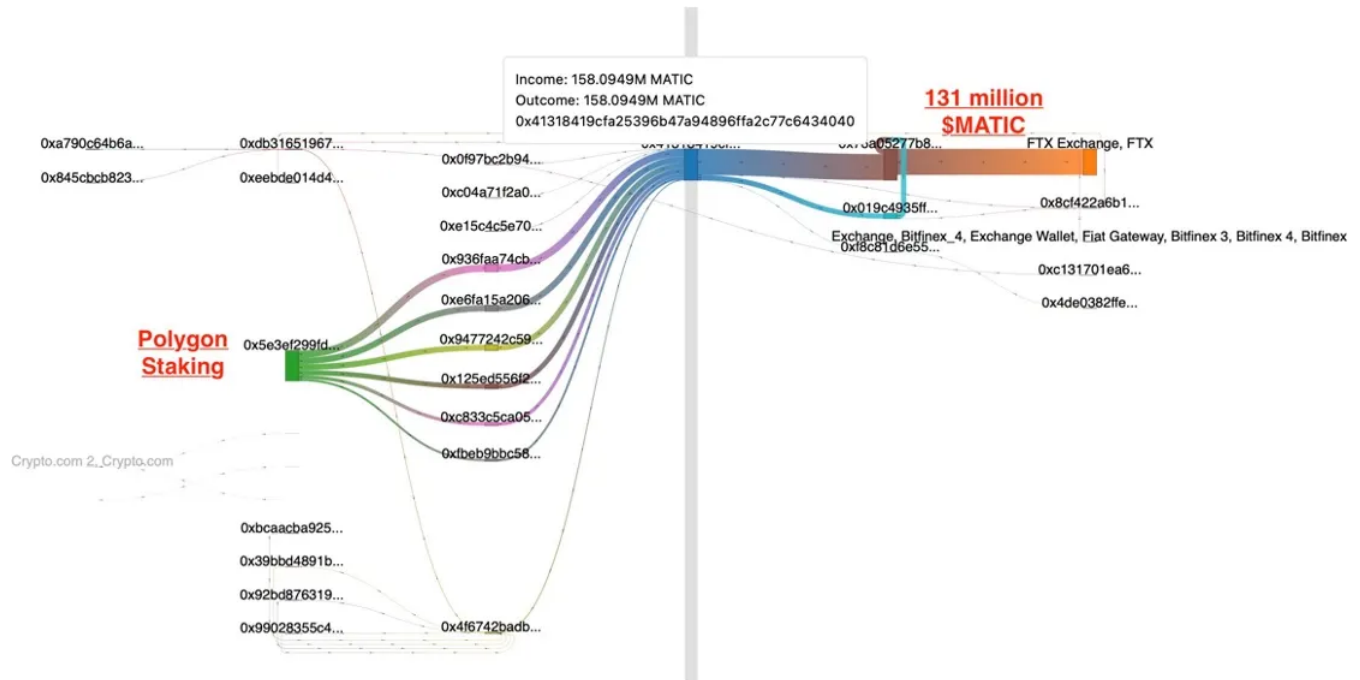 Income: 158.0949M MATIC
Outcome: 158.0949M MATIC
0x41318419cfa25396b47a94896ffa2c77c6434040
131 million
$MATIC
0xa790c64b6a...
0xdb31651967...
FTX Exchange, FTX
0x0f97bc2b94...
0x845cbcb823...
0xeebde014d4...
0xc04a71f2a0...
0x019c4935ff...
0x8cf422a6b1...
0xe15c4c5e70...
Exchange, Bitfinex_4, Exchange Wallet, Fiat Gateway, Bitfinex 3, Bitfinex 4, Bitfinex
0xf8c81d6e55...
0x936faa74cb...
0xc131701ea6...
0xe6fa15a206...
0x4de0382ffe...
Polygon
Staking
0x5e3ef299fd...
0x9477242c59...
0x125ed556f2...
0xc833c5ca05...
0xfbeb9bbc58...
Crypto.com 2, Crypto.com
0xbcaacba925...
0x39bbd4891b...
0x92bd876319...
0x99028355c4...
0x4f6742badb...